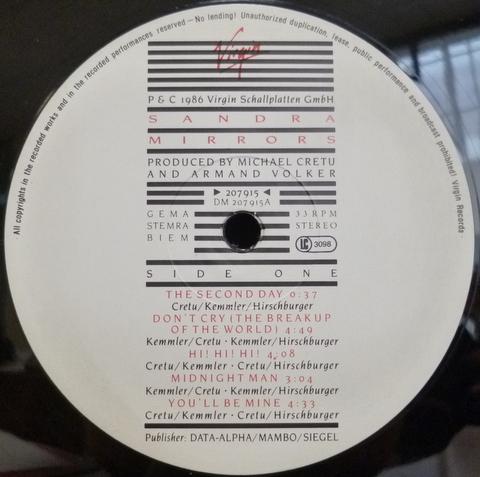 All copyrights in the recorded works and in the recorded performances reserved – No lending! Unauthorized duplication, lease, public performance and broadcast prohibited! Virgin Records.
Virgin
P & C 1986 Virgin Schallplatten GmbH
SANDRA
MIRRORS
PRODUCED BY MICHAEL CRETU
AND ARMAND VOLKER
▶ 207915 ◀
DM 207915A
GEMA
STEMRA
BIEM
33 RPM
STEREO
LC 3098
SIDE ONE
THE SECOND DAY 0:37
Cretu/Kemmler/Hirschburger
DON'T CRY (THE BREAKUP
OF THE WORLD) 4:49
Kemmler/Cretu · Kemmler/Hirschburger
HI! HI! HI! 4:08
Cretu/Kemmler · Cretu/Hirschburger
MIDNIGHT MAN 3:04
Kemmler/Cretu · Kemmler/Hirschburger
YOU'LL BE MINE 4:33
Cretu/Kemmler · Cretu/Hirschburger
Publisher: DATA-ALPHA/MAMBO/SIEGEL